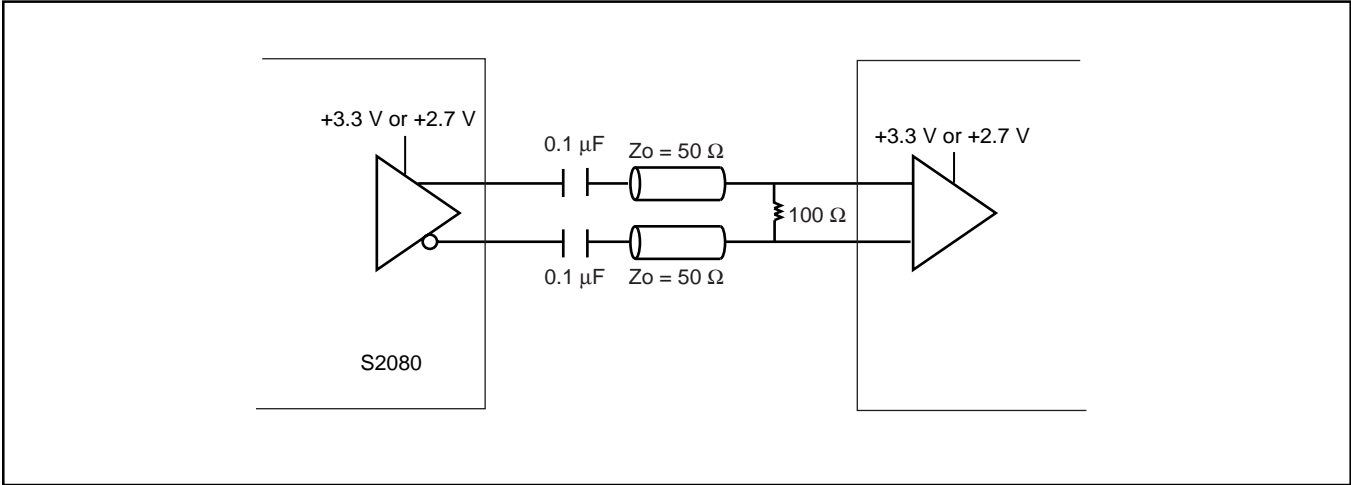 +3.3 V or +2.7 V
0.1 μF
Zo = 50 Ω
+3.3 V or +2.7 V
100 Ω
0.1 μF
Zo = 50 Ω
S2080